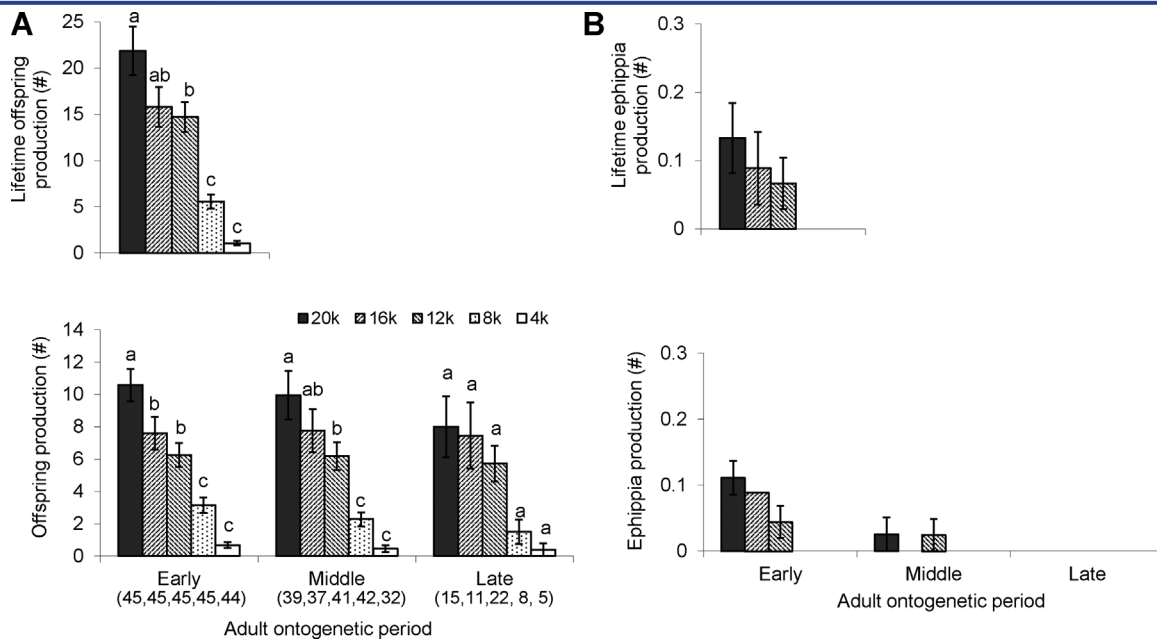 A
Lifetime offspring
production (#)
25
20
15
10
5
0
a
ab
b
c
c
B
Lifetime ephippia
production (#)
0.3
0.2
0.1
0
20k 16k 12k 8k 4k
Offspring production (#)
14
12
10
8
6
4
2
0
a
b
b
c
c
a
ab
b
c
c
a
a
a
a
a
Early Middle Late
(45,45,45,45,44) (39,37,41,42,32) (15,11,22, 8, 5)
Adult ontogenetic period
Ephippia production (#)
0.3
0.2
0.1
0
Early Middle Late
Adult ontogenetic period